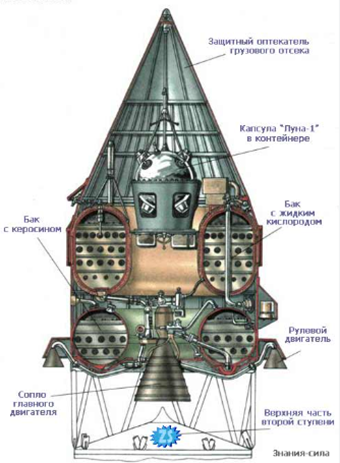 Защитный оптекатель
грузового отсека
Капсула "Луна-1"
в контейнере
Бак
с жидким
кислородом
Бак
с керосином
Рулевой
двигатель
Сопло
главного
двигателя
Верхняя часть
второй ступени
23
Знания-сила